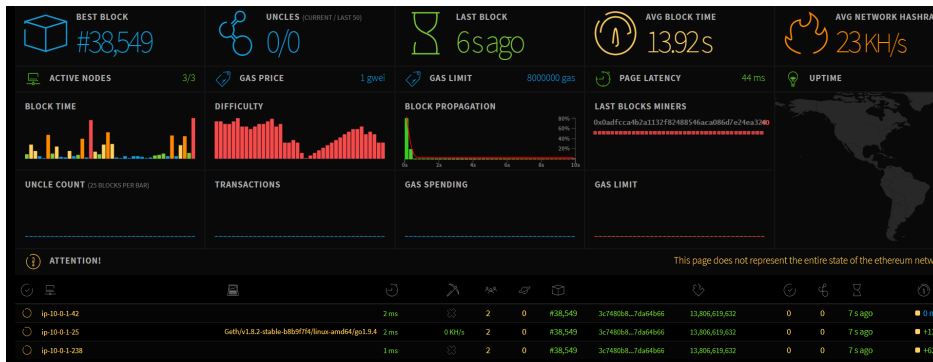 BEST BLOCK
#38,549
UNCLES (CURRENT / LAST 50)
0/0
LAST BLOCK
6 s ago
AVG BLOCK TIME
13.92 s
AVG NETWORK HASHRA
23 KH/s
ACTIVE NODES 3/3
GAS PRICE 1 gwei
GAS LIMIT 8000000 gas
PAGE LATENCY 44 ms
UPTIME
BLOCK TIME
DIFFICULTY
BLOCK PROPAGATION
80%
60%
40%
20%
0s 2s 4s 6s 8s 10s
LAST BLOCKS MINERS
UNCLE COUNT (25 BLOCKS PER BAR)
TRANSACTIONS
GAS SPENDING
GAS LIMIT
ATTENTION! This page does not represent the entire state of the ethereum netw
ip-10-0-1-42 2 ms 2 0 #38,549 3c7480b8...7da64b66 13,806,619,632 0 0 7 s ago
ip-10-0-1-25 Geth/v1.8.2-stable-b8b9f7f4/linux-amd64/go1.9.4 2 ms 0 KH/s 2 0 #38,549 3c7480b8...7da64b66 13,806,619,632 0 0 7 s ago
ip-10-0-1-238 1 ms 2 0 #38,549 3c7480b8...7da64b66 13,806,619,632 0 0 7 s ago